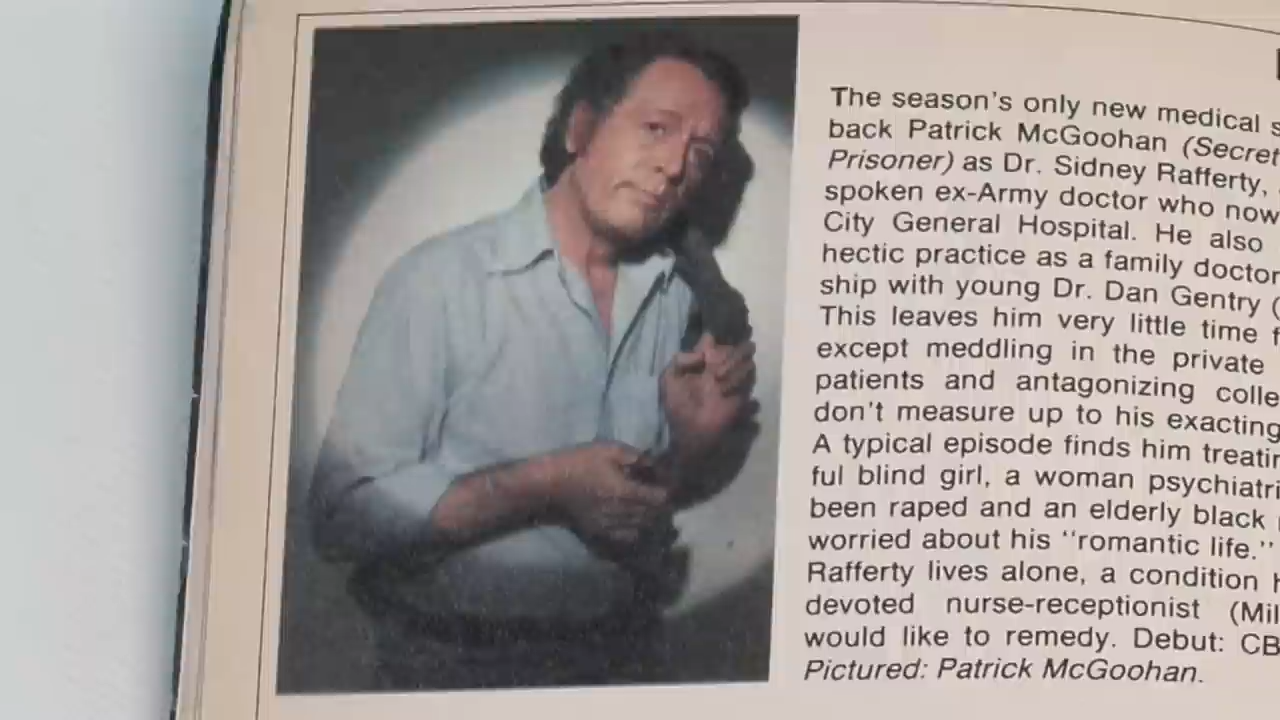 The season's only new medical s
back Patrick McGoohan (Secret
Prisoner) as Dr. Sidney Rafferty,
spoken ex-Army doctor who now
City General Hospital. He also
hectic practice as a family doctor
ship with young Dr. Dan Gentry (
This leaves him very little time f
except meddling in the private
patients and antagonizing colle
don't measure up to his exacting
A typical episode finds him treatin
ful blind girl, a woman psychiatri
been raped and an elderly black
worried about his "romantic life."
Rafferty lives alone, a condition h
devoted nurse-receptionist (Mil
would like to remedy. Debut: CB
Pictured: Patrick McGoohan.